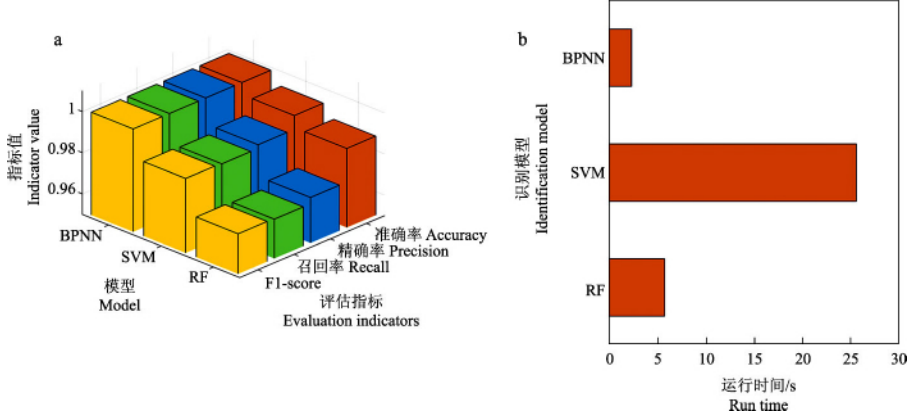 a
1
0.98
0.96
指标值
Indicator value
BPNN
SVM
RF
模型
Model
准确率 Accuracy
精确率 Precision
召回率 Recall
F1-score
评估指标
Evaluation indicators
b
BPNN
SVM
RF
识别模型
Identification model
0 5 10 15 20 25 30
运行时间/s
Run time